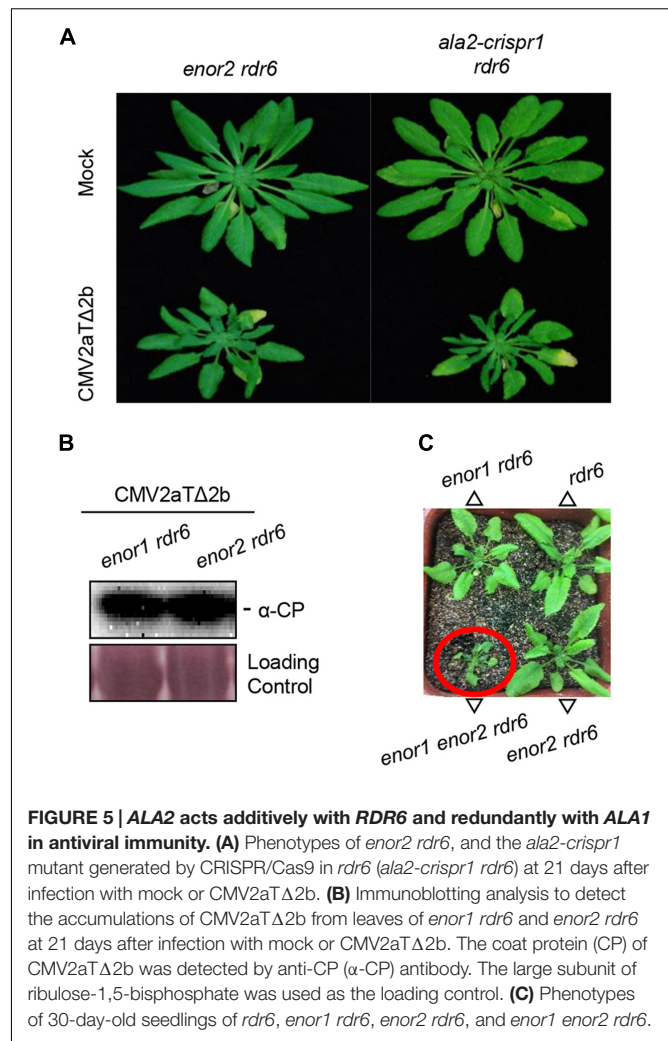 A
enor2 rdr6
ala2-crispr1
rdr6
Mock
CMV2aTΔ2b
B
CMV2aTΔ2b
enor1 rdr6
enor2 rdr6
- α-CP
Loading
Control
C
enor1 rdr6
rdr6
enor1 enor2 rdr6
enor2 rdr6
FIGURE 5 | ALA2 acts additively with RDR6 and redundantly with ALA1
in antiviral immunity. (A) Phenotypes of enor2 rdr6, and the ala2-crispr1
mutant generated by CRISPR/Cas9 in rdr6 (ala2-crispr1 rdr6) at 21 days after
infection with mock or CMV2aTΔ2b. (B) Immunoblotting analysis to detect
the accumulations of CMV2aTΔ2b from leaves of enor1 rdr6 and enor2 rdr6
at 21 days after infection with mock or CMV2aTΔ2b. The coat protein (CP) of
CMV2aTΔ2b was detected by anti-CP (α-CP) antibody. The large subunit of
ribulose-1,5-bisphosphate was used as the loading control. (C) Phenotypes
of 30-day-old seedlings of rdr6, enor1 rdr6, enor2 rdr6, and enor1 enor2 rdr6.